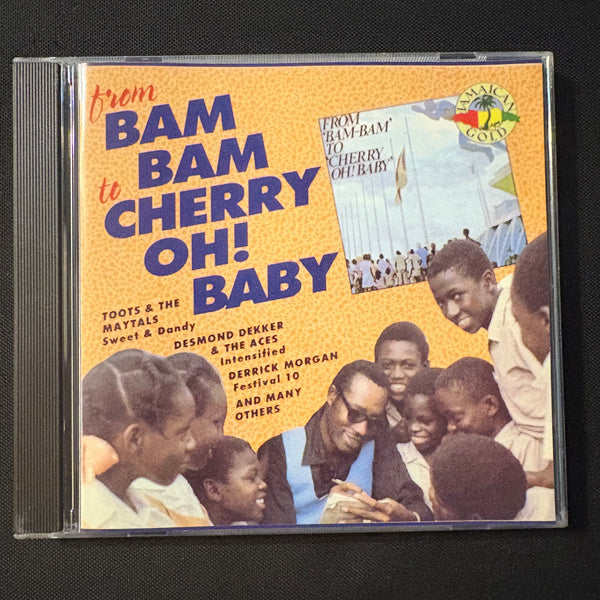 from
BAM
BAM
to
CHERRY
OH!
BABY
FROM
'BAM-BAM'
TO
'CHERRY
OH! BABY'
JAMAICAN
GOLD
TOOTS & THE
MAYTALS
Sweet & Dandy
DESMOND DEKKER
& THE ACES
Intensified
DERRICK MORGAN
Festival 10
AND MANY
OTHERS